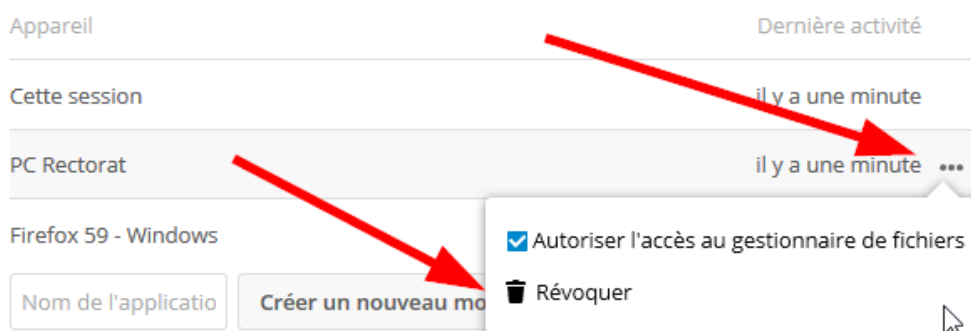 Appareil Dernière activité
Cette session il y a une minute
PC Rectorat il y a une minute
Firefox 59 - Windows
Autoriser l'accès au gestionnaire de fichiers
Nom de l'applicatio Créer un nouveau mo
Révoquer